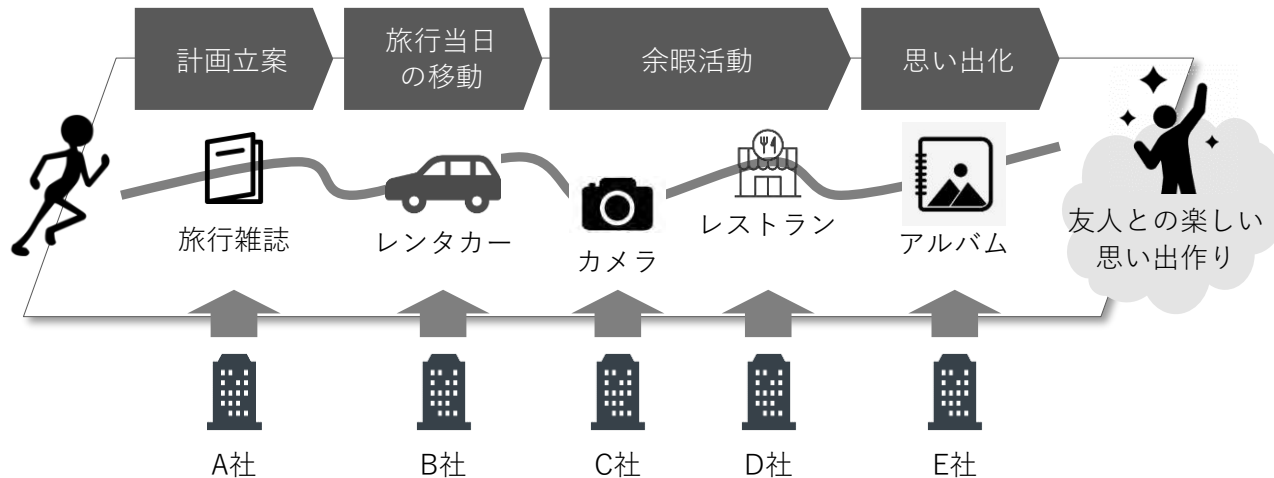 計画立案
旅行当日
の移動
余暇活動
思い出化
旅行雑誌
レンタカー
カメラ
レストラン
アルバム
友人との楽しい
思い出作り
A社
B社
C社
D社
E社